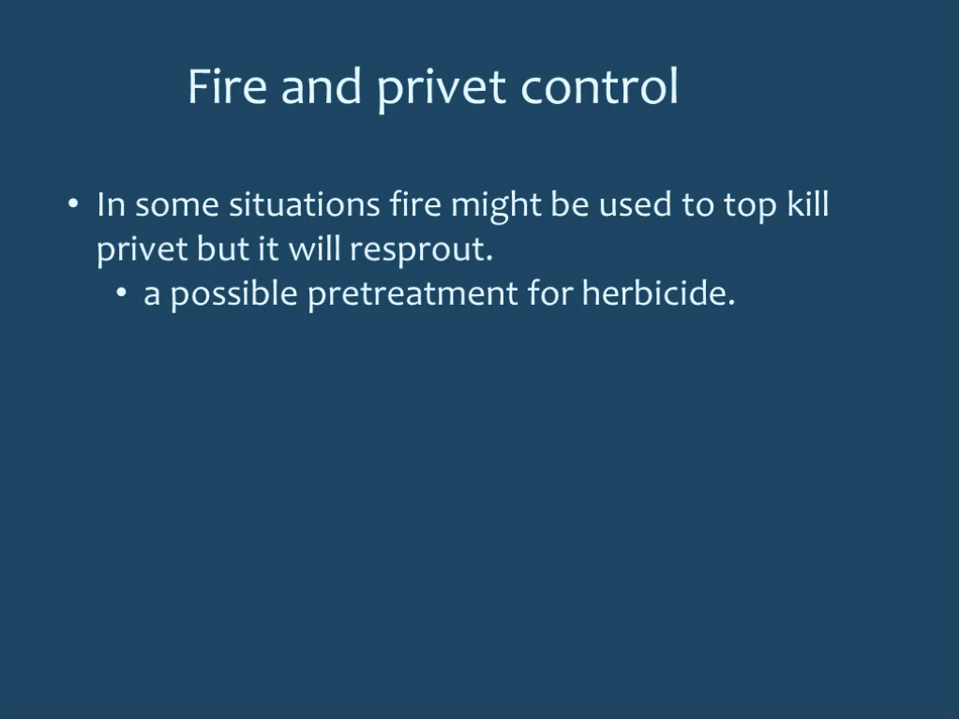 Fire and privet control
• In some situations fire might be used to top kill
privet but it will resprout.
• a possible pretreatment for herbicide.